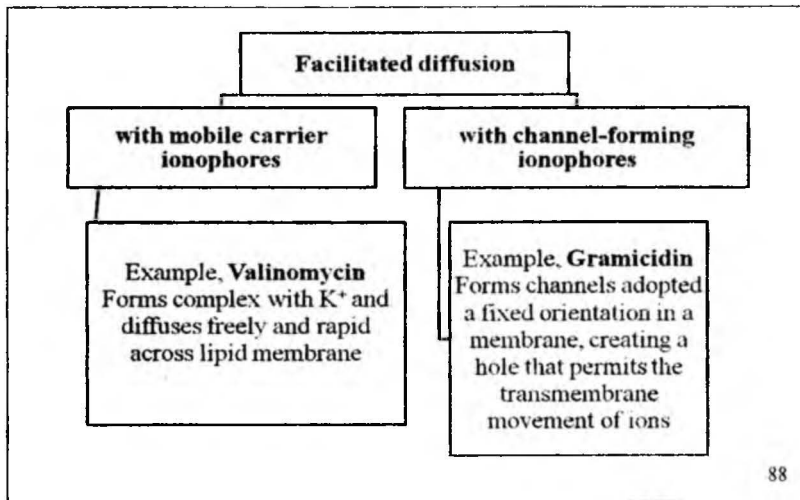 Facilitated diffusion
with mobile carrier
ionophores
with channel-forming
ionophores
Example, Valinomycin
Forms complex with K⁺ and
diffuses freely and rapid
across lipid membrane
Example, Gramicidin
Forms channels adopted
a fixed orientation in a
membrane, creating a
hole that permits the
transmembrane
movement of ions
88